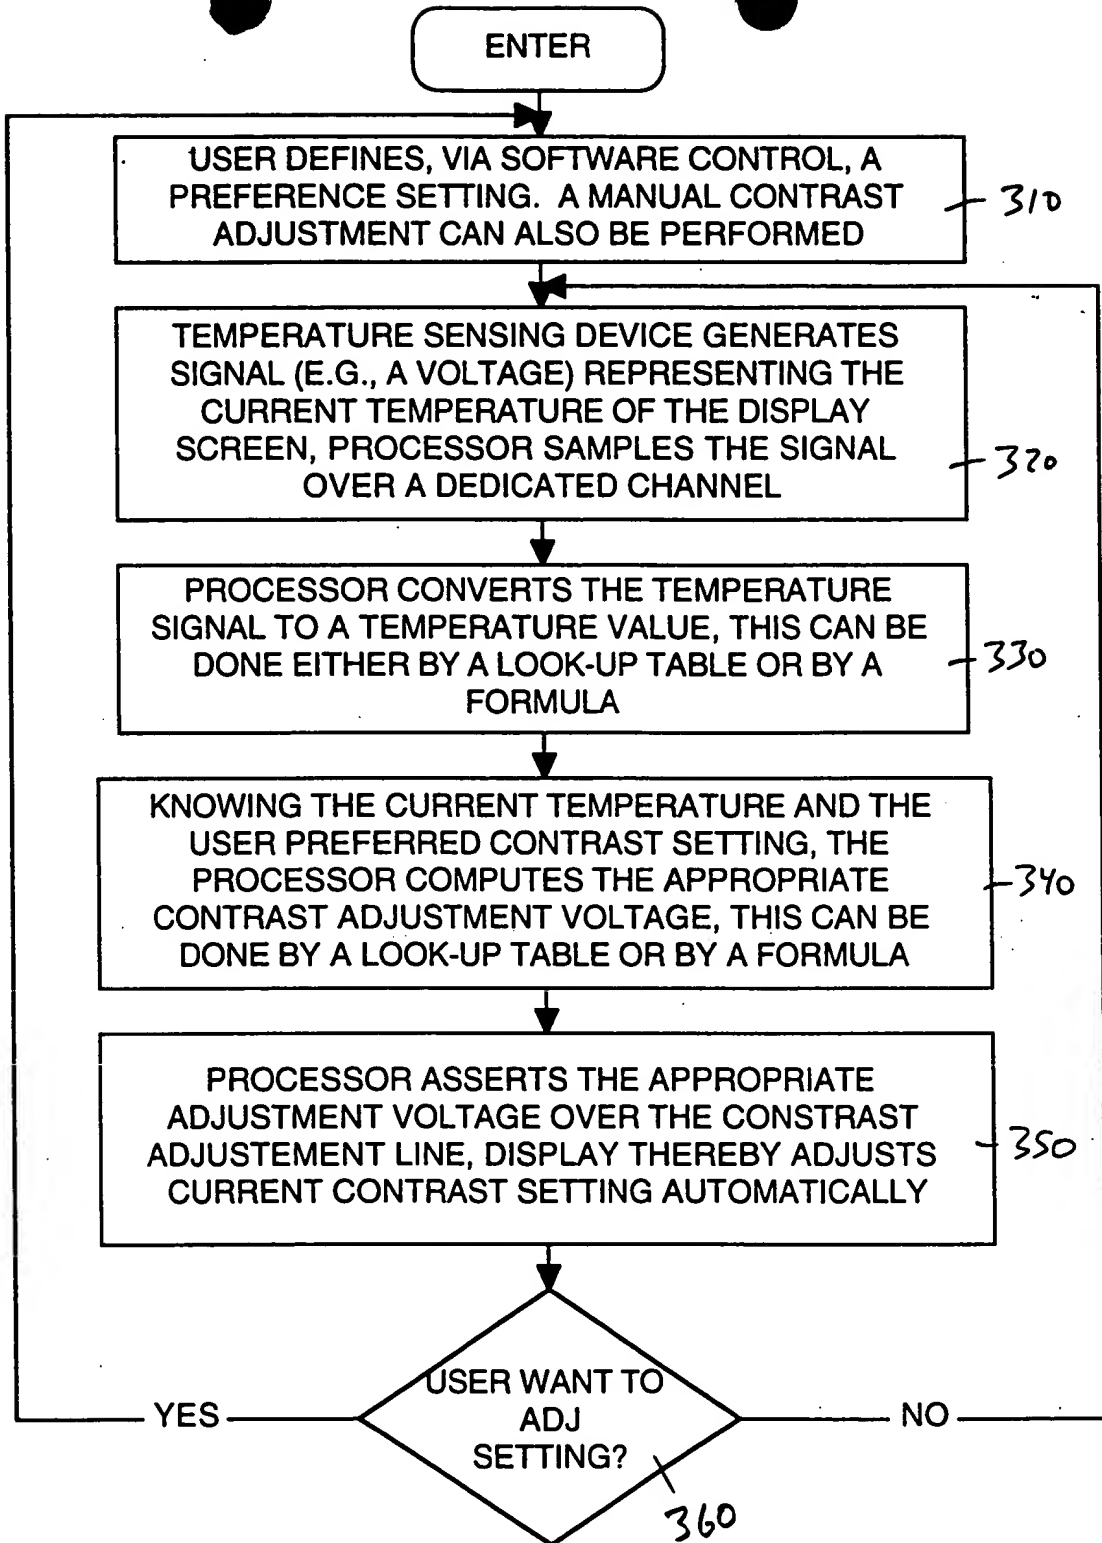 ENTER
USER DEFINES, VIA SOFTWARE CONTROL, A
PREFERENCE SETTING. A MANUAL CONTRAST
ADJUSTMENT CAN ALSO BE PERFORMED
310
TEMPERATURE SENSING DEVICE GENERATES
SIGNAL (E.G., A VOLTAGE) REPRESENTING THE
CURRENT TEMPERATURE OF THE DISPLAY
SCREEN, PROCESSOR SAMPLES THE SIGNAL
OVER A DEDICATED CHANNEL
320
PROCESSOR CONVERTS THE TEMPERATURE
SIGNAL TO A TEMPERATURE VALUE, THIS CAN BE
DONE EITHER BY A LOOK-UP TABLE OR BY A
FORMULA
330
KNOWING THE CURRENT TEMPERATURE AND THE
USER PREFERRED CONTRAST SETTING, THE
PROCESSOR COMPUTES THE APPROPRIATE
CONTRAST ADJUSTMENT VOLTAGE, THIS CAN BE
DONE BY A LOOK-UP TABLE OR BY A FORMULA
340
PROCESSOR ASSERTS THE APPROPRIATE
ADJUSTMENT VOLTAGE OVER THE CONSTRAST
ADJUSTEMENT LINE, DISPLAY THEREBY ADJUSTS
CURRENT CONTRAST SETTING AUTOMATICALLY
350
YES
USER WANT TO
ADJ
SETTING?
NO
360